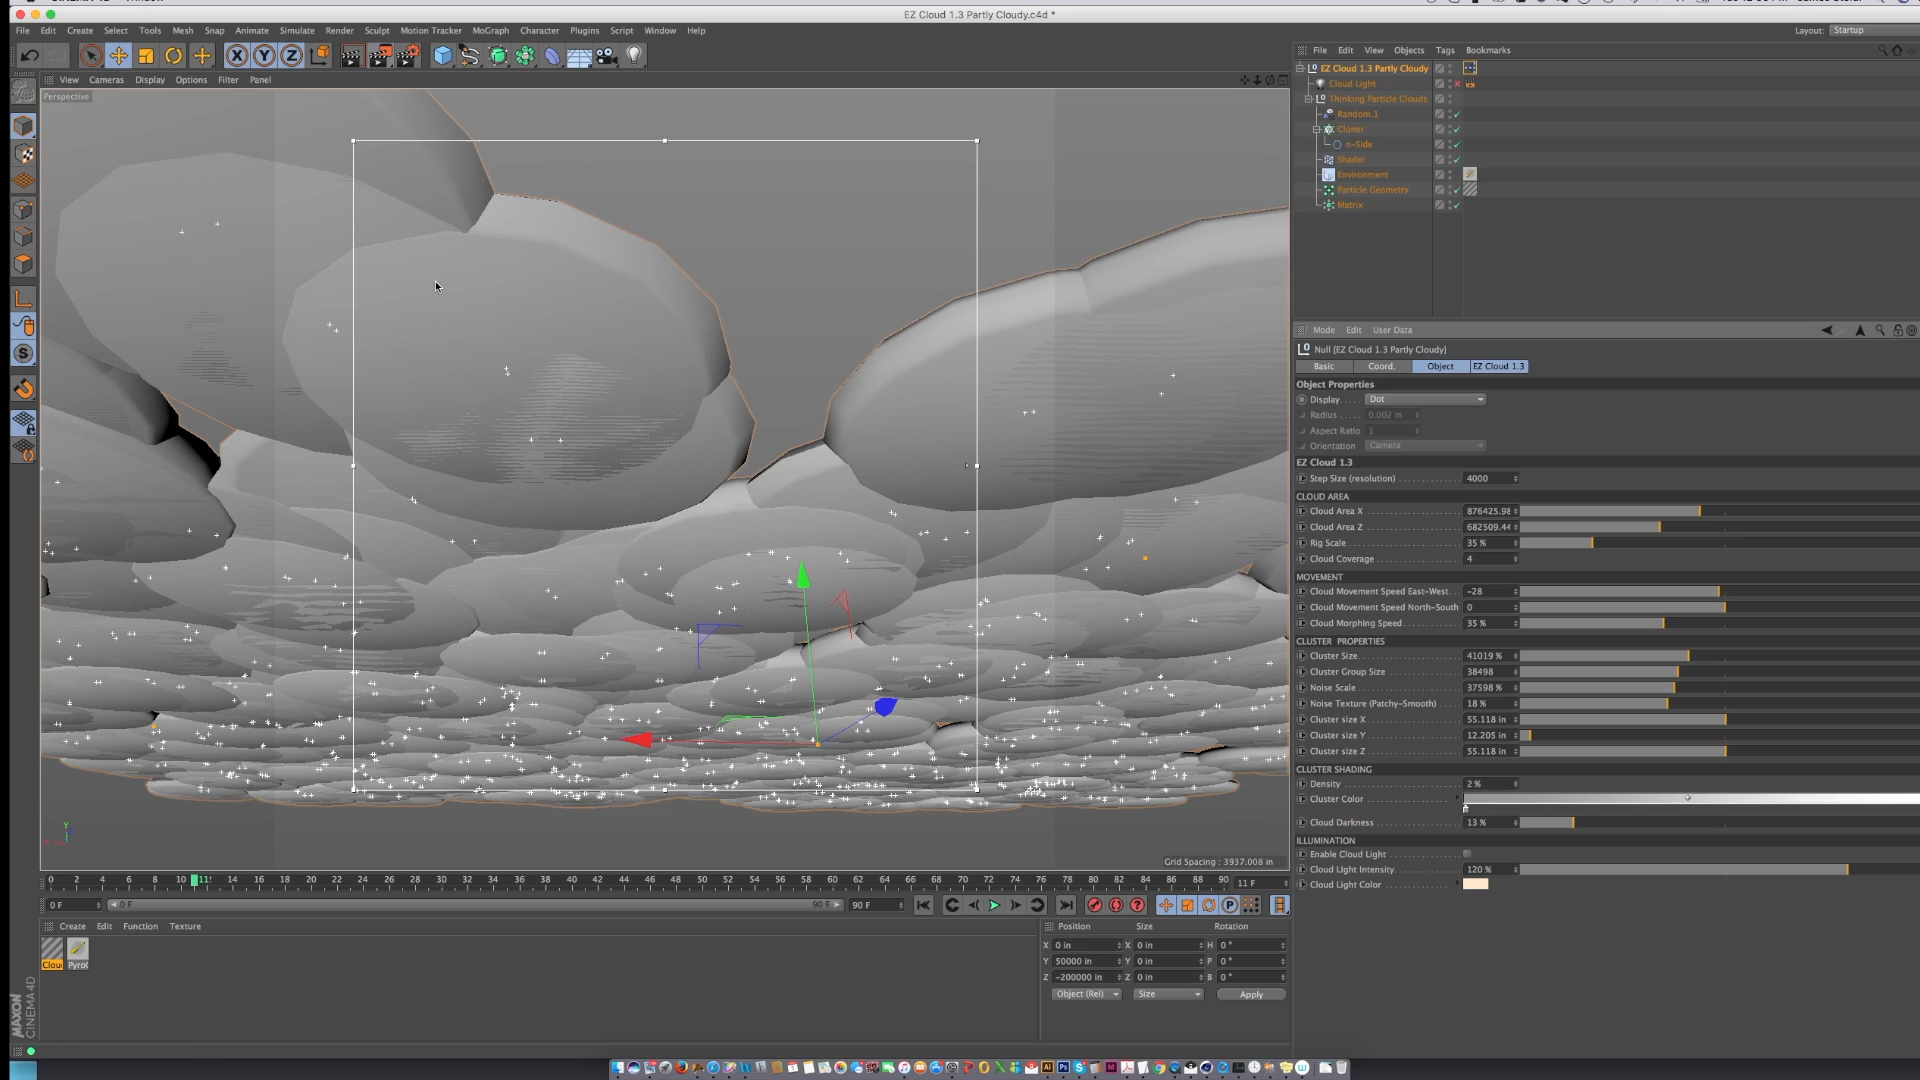 EZ Cloud 1.3 Partly Cloudy.c4d *
File Edit Create Select Tools Mesh Snap Animate Simulate Render Sculpt Motion Tracker MoGraph Character Plugins Script Window Help
Layout: Startup
View Cameras Display Options Filter Panel
Perspective
Grid Spacing : 3937.008 in
File Edit View Objects Tags Bookmarks
EZ Cloud 1.3 Partly Cloudy
Cloud Light
Thinking Particle Clouds
Random.1
Cloner
n-Side
Shader
Environment
Particle Geometry
Matrix
Mode Edit User Data
Null [EZ Cloud 1.3 Partly Cloudy]
Basic Coord. Object EZ Cloud 1.3
Object Properties
Display. . . . Dot
Radius . . . . . 0.002 in
Aspect Ratio 1
Orientation Camera
EZ Cloud 1.3
Step Size (resolution) 4000
CLOUD AREA
Cloud Area X 876425.98
Cloud Area Z 682509.44
Rig Scale 35 %
Cloud Coverage 4
MOVEMENT
Cloud Movement Speed East-West -28
Cloud Movement Speed North-South 0
Cloud Morphing Speed 35 %
CLUSTER PROPERTIES
Cluster Size 41019 %
Cluster Group Size 38498
Noise Scale 37598 %
Noise Texture (Patchy-Smooth) 18 %
Cluster size X 55.118 in
Cluster size Y 12.205 in
Cluster size Z 55.118 in
CLUSTER SHADING
Density 2 %
Cluster Color
Cloud Darkness 13 %
ILLUMINATION
Enable Cloud Light
Cloud LIght Intensity 120 %
Cloud Light Color
0 2 4 6 8 10 11 14 16 18 20 22 24 26 28 30 32 34 36 38 40 42 44 46 48 50 52 54 56 58 60 62 64 66 68 70 72 74 76 78 80 82 84 86 88 90 11 F
0 F 0 F 90 F 90 F
Create Edit Function Texture
Clou Pyro
Position Size Rotation
X 0 in X 0 in H 0 °
Y 50000 in Y 0 in P 0 °
Z -200000 in Z 0 in B 0 °
Object (Rel) Size Apply
MAXON
CINEMA 4D